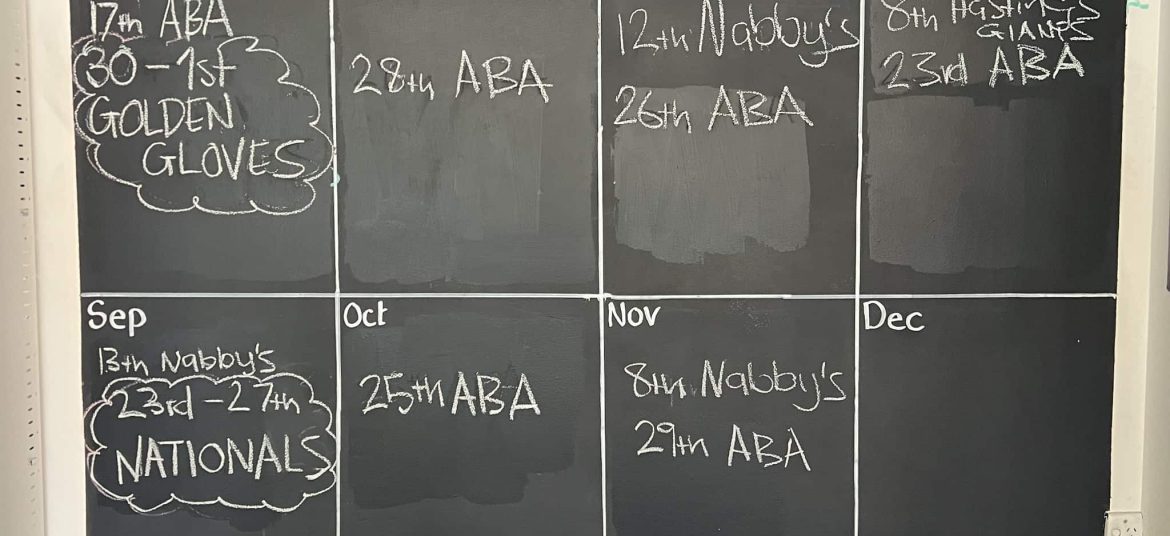 17th ABA
30-1st
GOLDEN
GLOVES
28th ABA
12th Nabby's
26th ABA
8th HASTINGS
GIANTS
23rd ABA
Sep
13th Nabby's
23rd-27th
NATIONALS
Oct
25th ABA
Nov
8th Nabby's
29th ABA
Dec